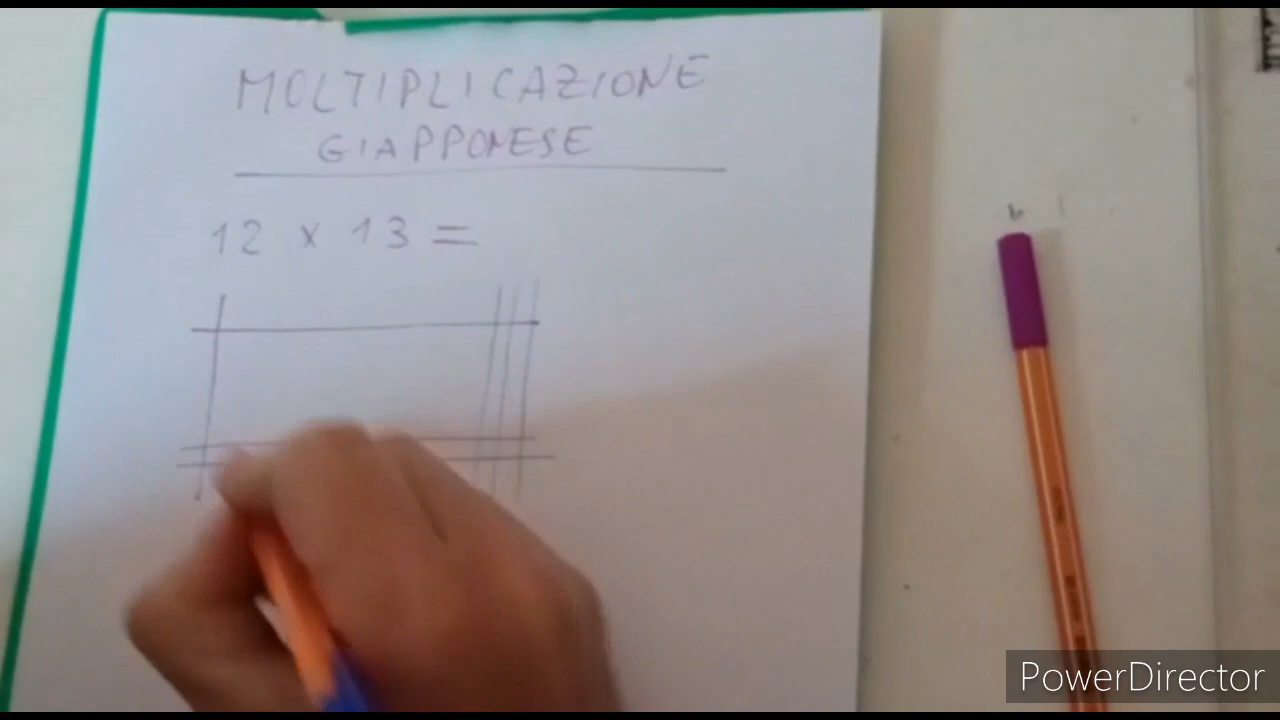 MOLTIPLICAZIONE
GIAPPONESE
12 x 13 =
PowerDirector